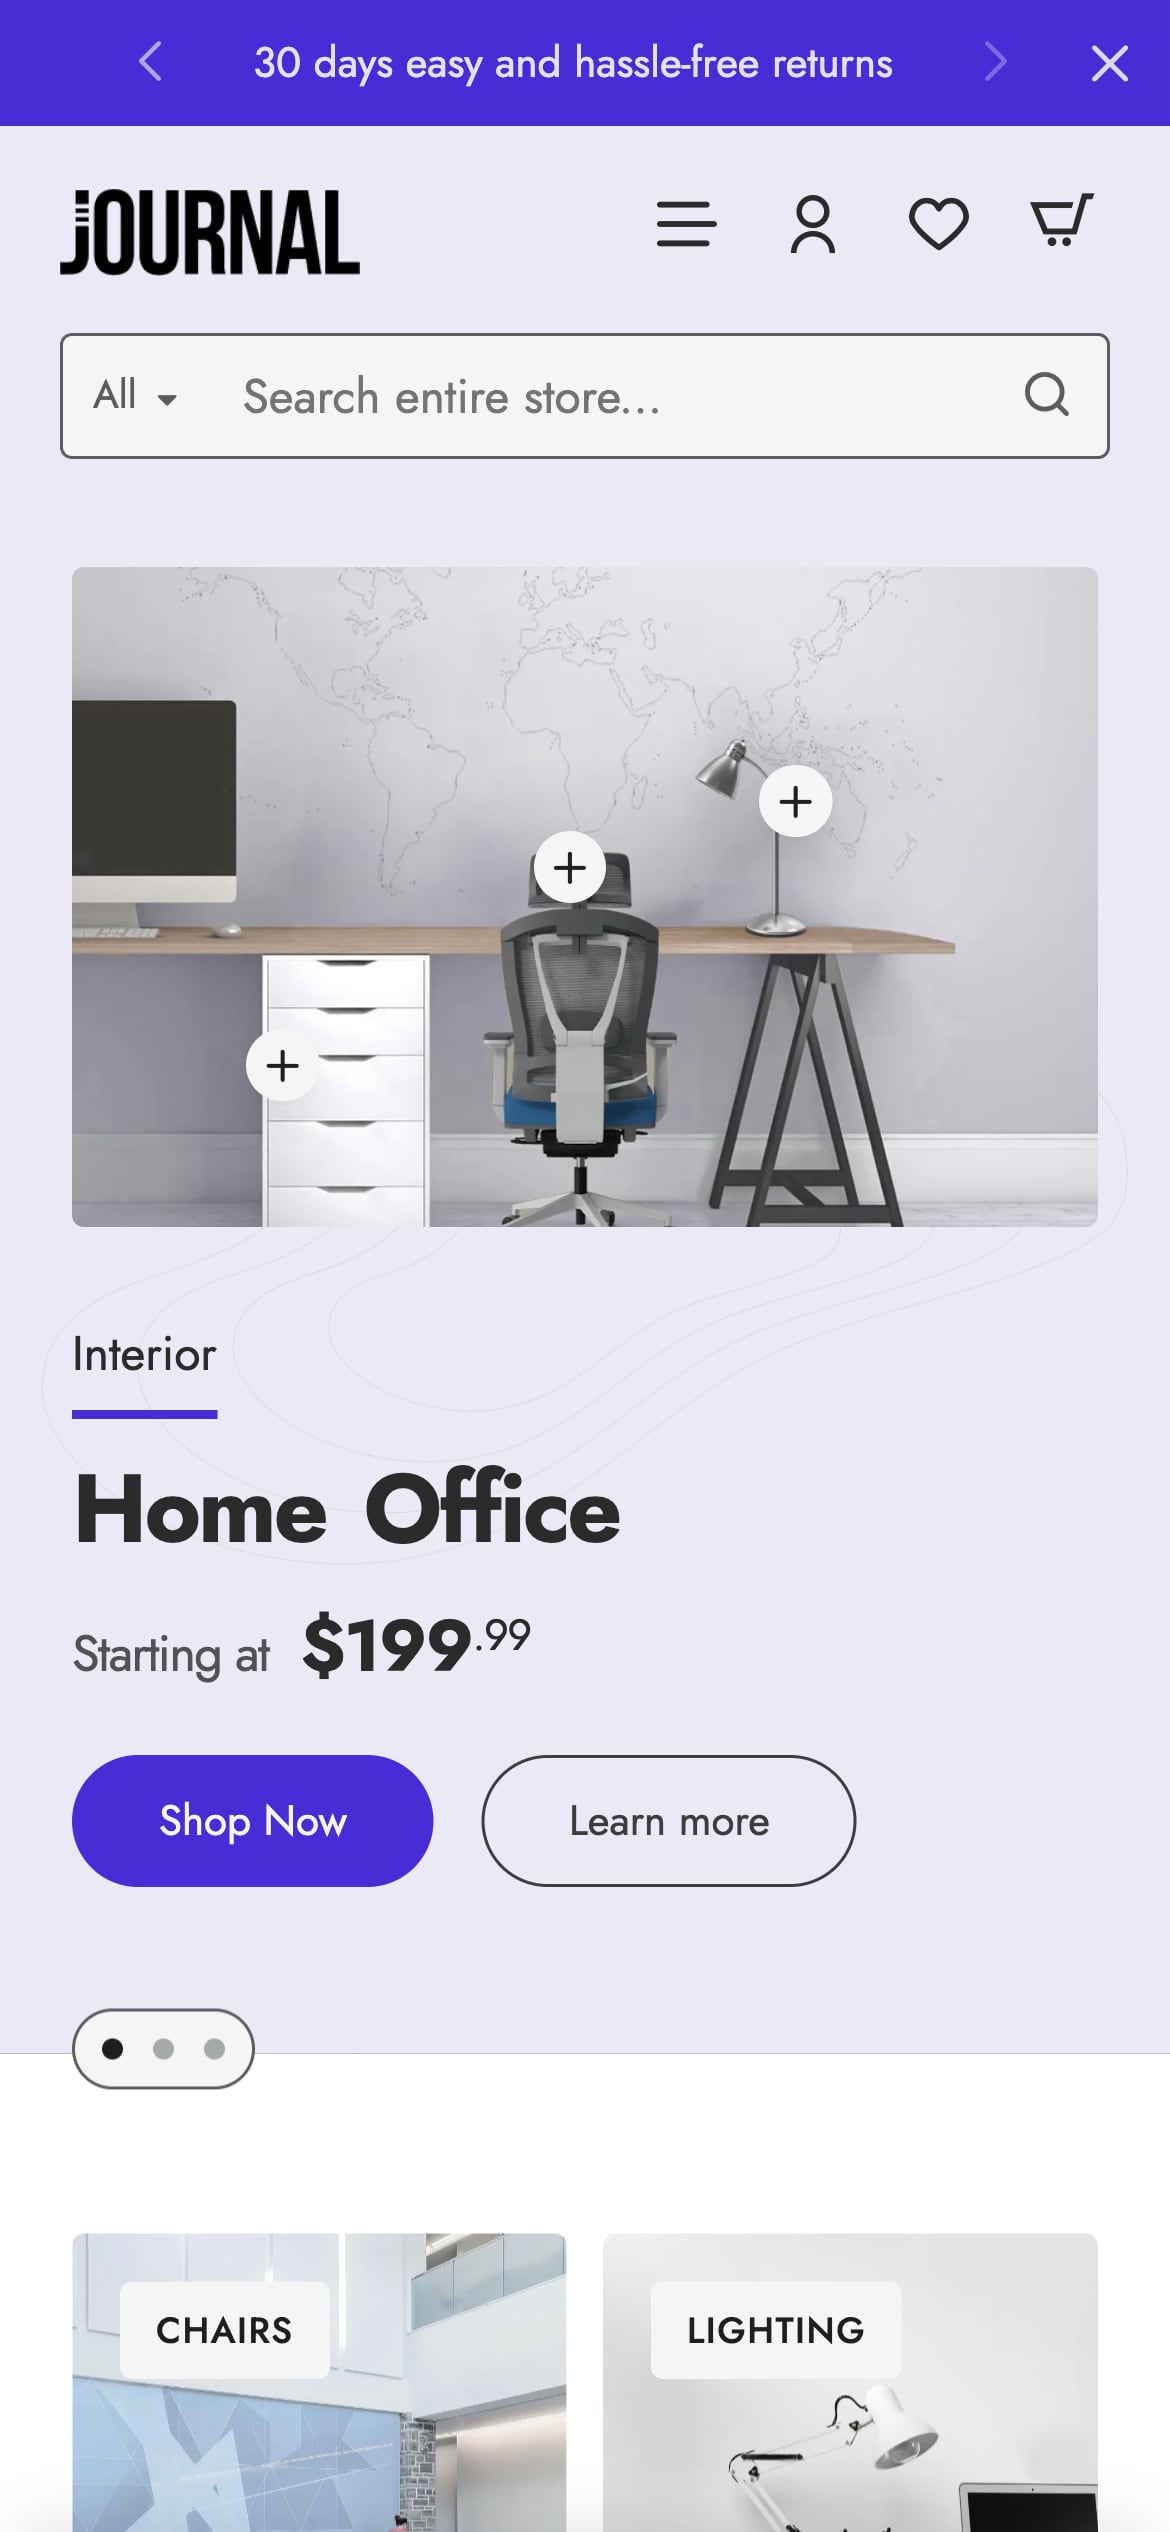 30 days easy and hassle-free returns
JOURNAL
All
Search entire store...
Interior
Home Office
Starting at $199.99
Shop Now
Learn more
CHAIRS
LIGHTING